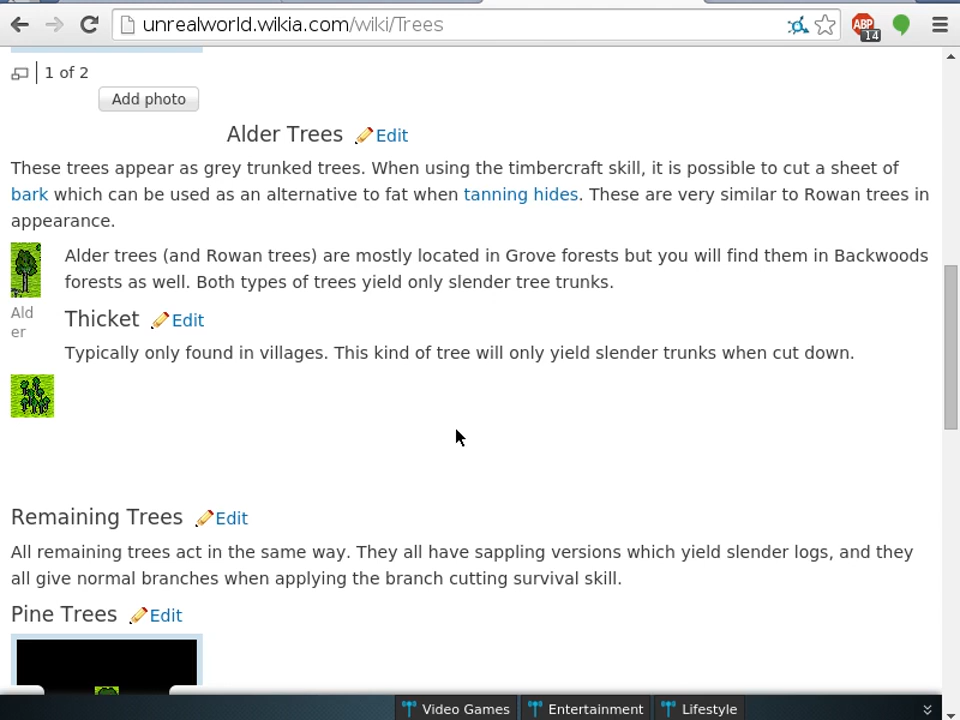 unrealworld.wikia.com/wiki/Trees
ABP
14
1 of 2
Add photo
Alder Trees Edit
These trees appear as grey trunked trees. When using the timbercraft skill, it is possible to cut a sheet of
bark which can be used as an alternative to fat when tanning hides. These are very similar to Rowan trees in
appearance.
Alder trees (and Rowan trees) are mostly located in Grove forests but you will find them in Backwoods
forests as well. Both types of trees yield only slender tree trunks.
Ald
er
Thicket Edit
Typically only found in villages. This kind of tree will only yield slender trunks when cut down.
Remaining Trees Edit
All remaining trees act in the same way. They all have sappling versions which yield slender logs, and they
all give normal branches when applying the branch cutting survival skill.
Pine Trees Edit
Video Games Entertainment Lifestyle